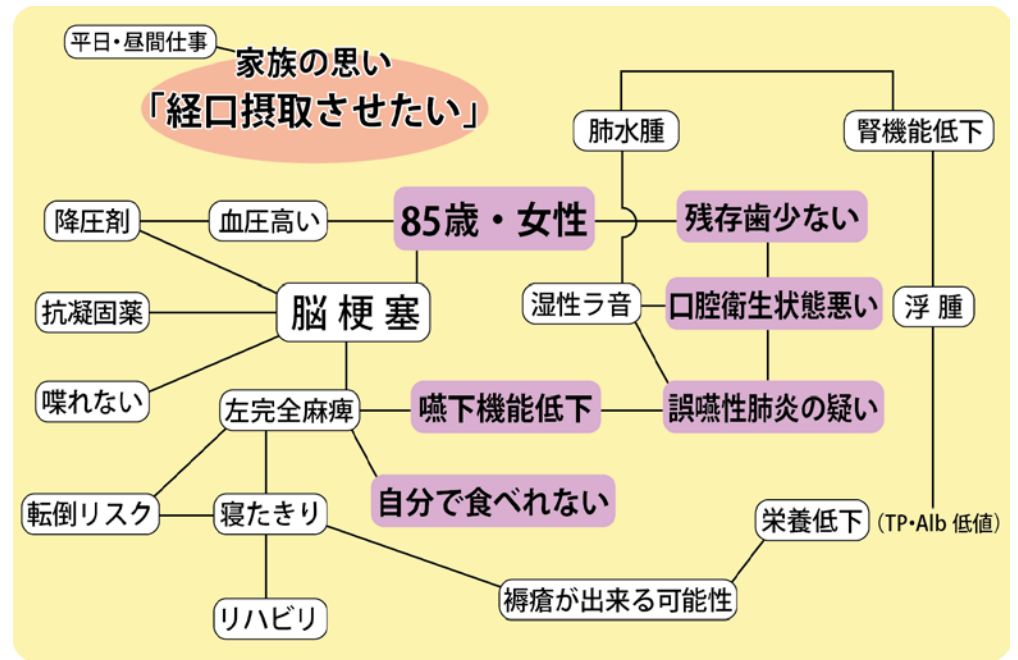 平日・昼間仕事
家族の思い
「経口摂取させたい」
肺水腫
腎機能低下
降圧剤
血圧高い
85歳・女性
残存歯少ない
抗凝固薬
脳梗塞
湿性ラ音
口腔衛生状態悪い
浮腫
喋れない
左完全麻痺
嚥下機能低下
誤嚥性肺炎の疑い
自分で食べれない
転倒リスク
寝たきり
栄養低下(TP・Alb 低値)
褥瘡が出来る可能性
リハビリ